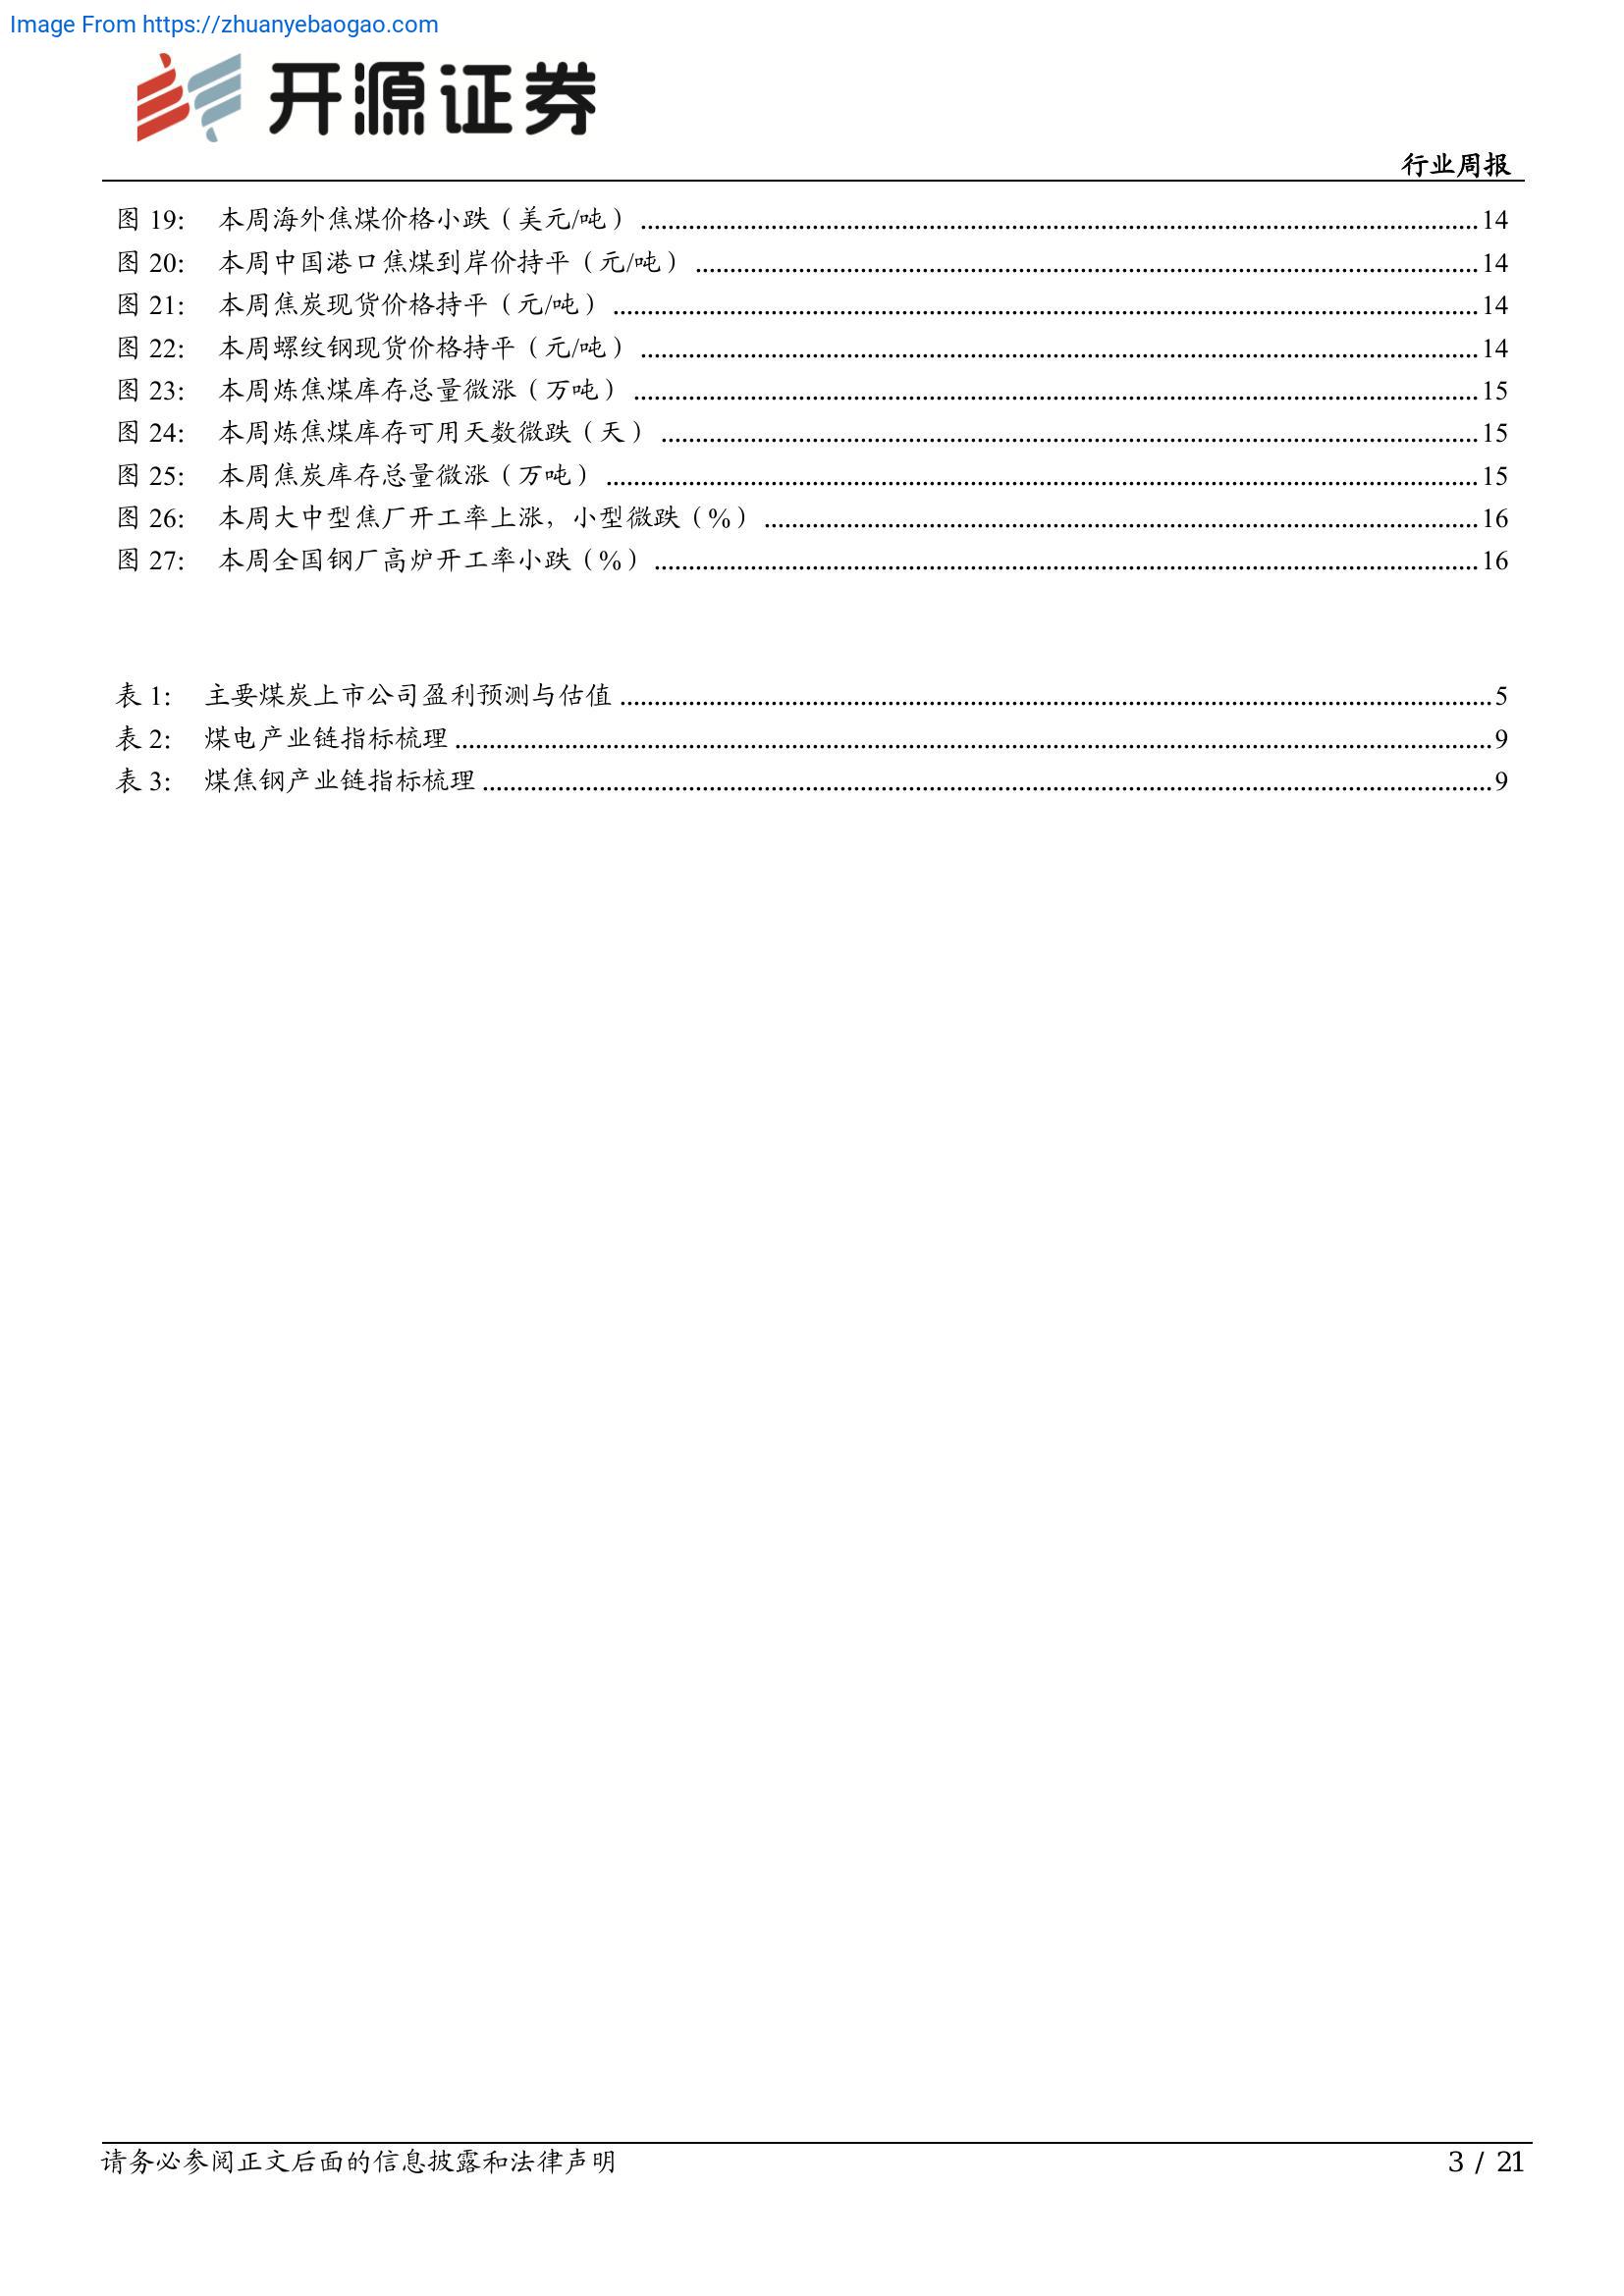 Image From https://zhuanyebaogao.com
开源证券
行业周报
图 19: 本周海外焦煤价格小跌（美元/吨） ........ 14
图 20: 本周中国港口焦煤到岸价持平（元/吨） ........ 14
图 21: 本周焦炭现货价格持平（元/吨） ........ 14
图 22: 本周螺纹钢现货价格持平（元/吨） ........ 14
图 23: 本周炼焦煤库存总量微涨（万吨） ........ 15
图 24: 本周炼焦煤库存可用天数微跌（天） ........ 15
图 25: 本周焦炭库存总量微涨（万吨） ........ 15
图 26: 本周大中型焦厂开工率上涨，小型微跌（%） ........ 16
图 27: 本周全国钢厂高炉开工率小跌（%） ........ 16
表 1: 主要煤炭上市公司盈利预测与估值 ........ 5
表 2: 煤电产业链指标梳理 ........ 9
表 3: 煤焦钢产业链指标梳理 ........ 9
请务必参阅正文后面的信息披露和法律声明
3 / 21